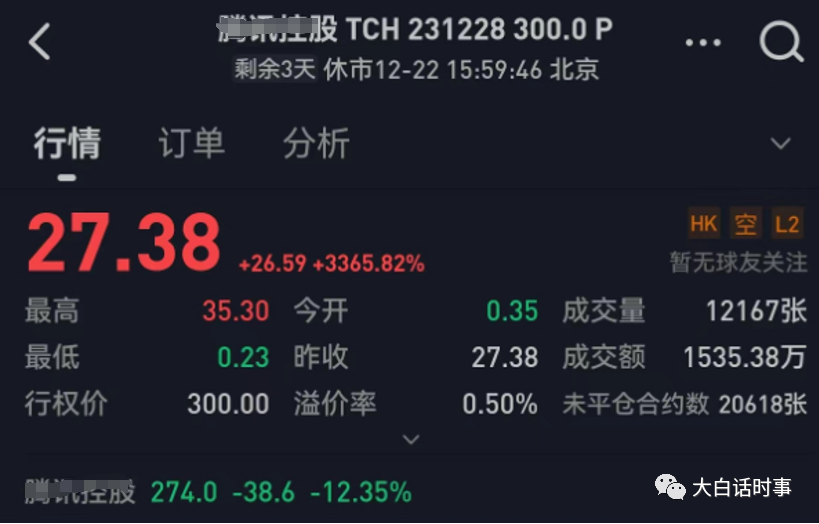 腾讯控股 TCH 231228 300.0 P
剩余3天 休市12-22 15:59:46 北京
行情 订单 分析
27.38 +26.59 +3365.82%
HK 空 L2
暂无球友关注
最高 35.30 今开 0.35 成交量 12167张
最低 0.23 昨收 27.38 成交额 1535.38万
行权价 300.00 溢价率 0.50% 未平仓合约数 20618张
腾讯控股 274.0 -38.6 -12.35%
大白话时事